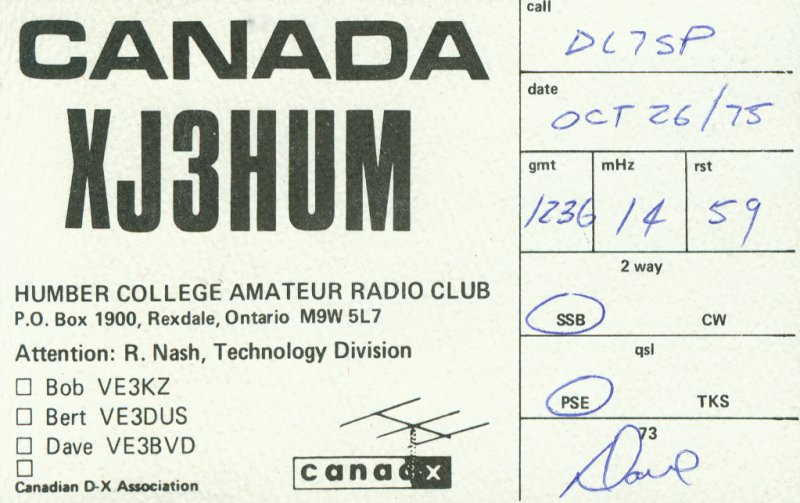 CANADA
XJ3HUM
HUMBER COLLEGE AMATEUR RADIO CLUB
P.O. Box 1900, Rexdale, Ontario M9W 5L7
Attention: R. Nash, Technology Division
☐ Bob VE3KZ
☐ Bert VE3DUS
☐ Dave VE3BVD
☐
Canadian D-X Association
canadx
call
DL7SP
date
OCT 26/75
gmt mHz rst
1236 14 59
2 way
SSB CW
qsl
PSE TKS
73
Dave